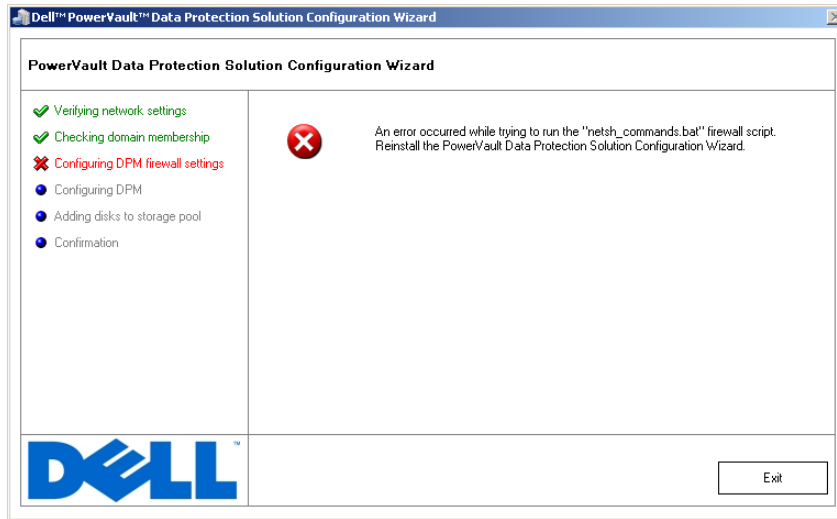 Dell™ PowerVault™ Data Protection Solution Configuration Wizard
PowerVault Data Protection Solution Configuration Wizard
Verifying network settings
Checking domain membership
Configuring DPM firewall settings
Configuring DPM
Adding disks to storage pool
Confirmation
An error occurred while trying to run the "netsh_commands.bat" firewall script.
Reinstall the PowerVault Data Protection Solution Configuration Wizard.
DELL™
Exit